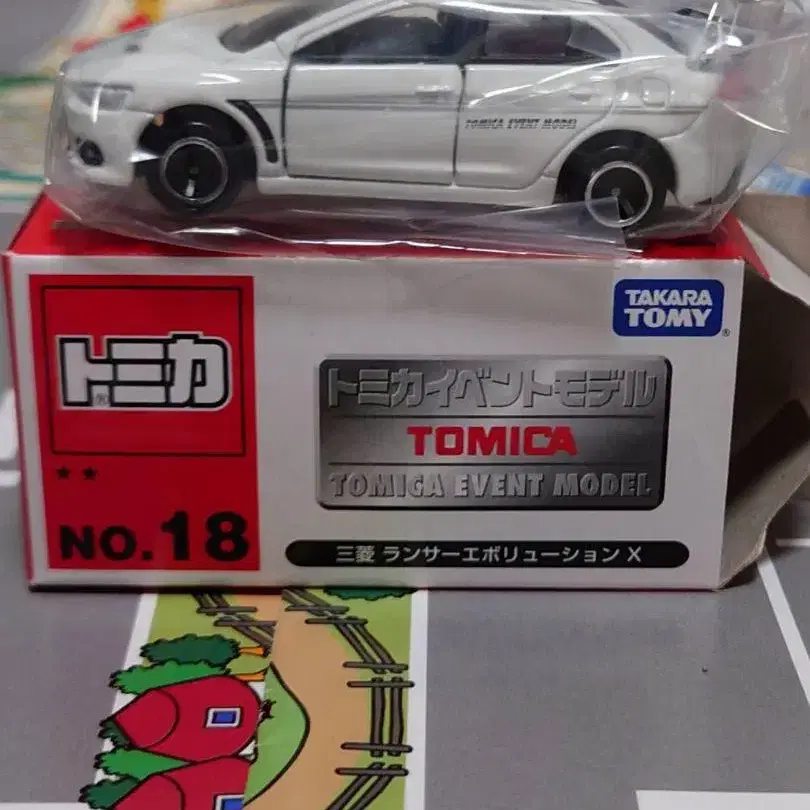 TOMICA EVENT MODEL
TAKARA
TOMY
®
トミカ
®
トミカイベントモデル
TOMICA
TOMICA EVENT MODEL
★★
NO.18
三菱 ランサーエボリューション X